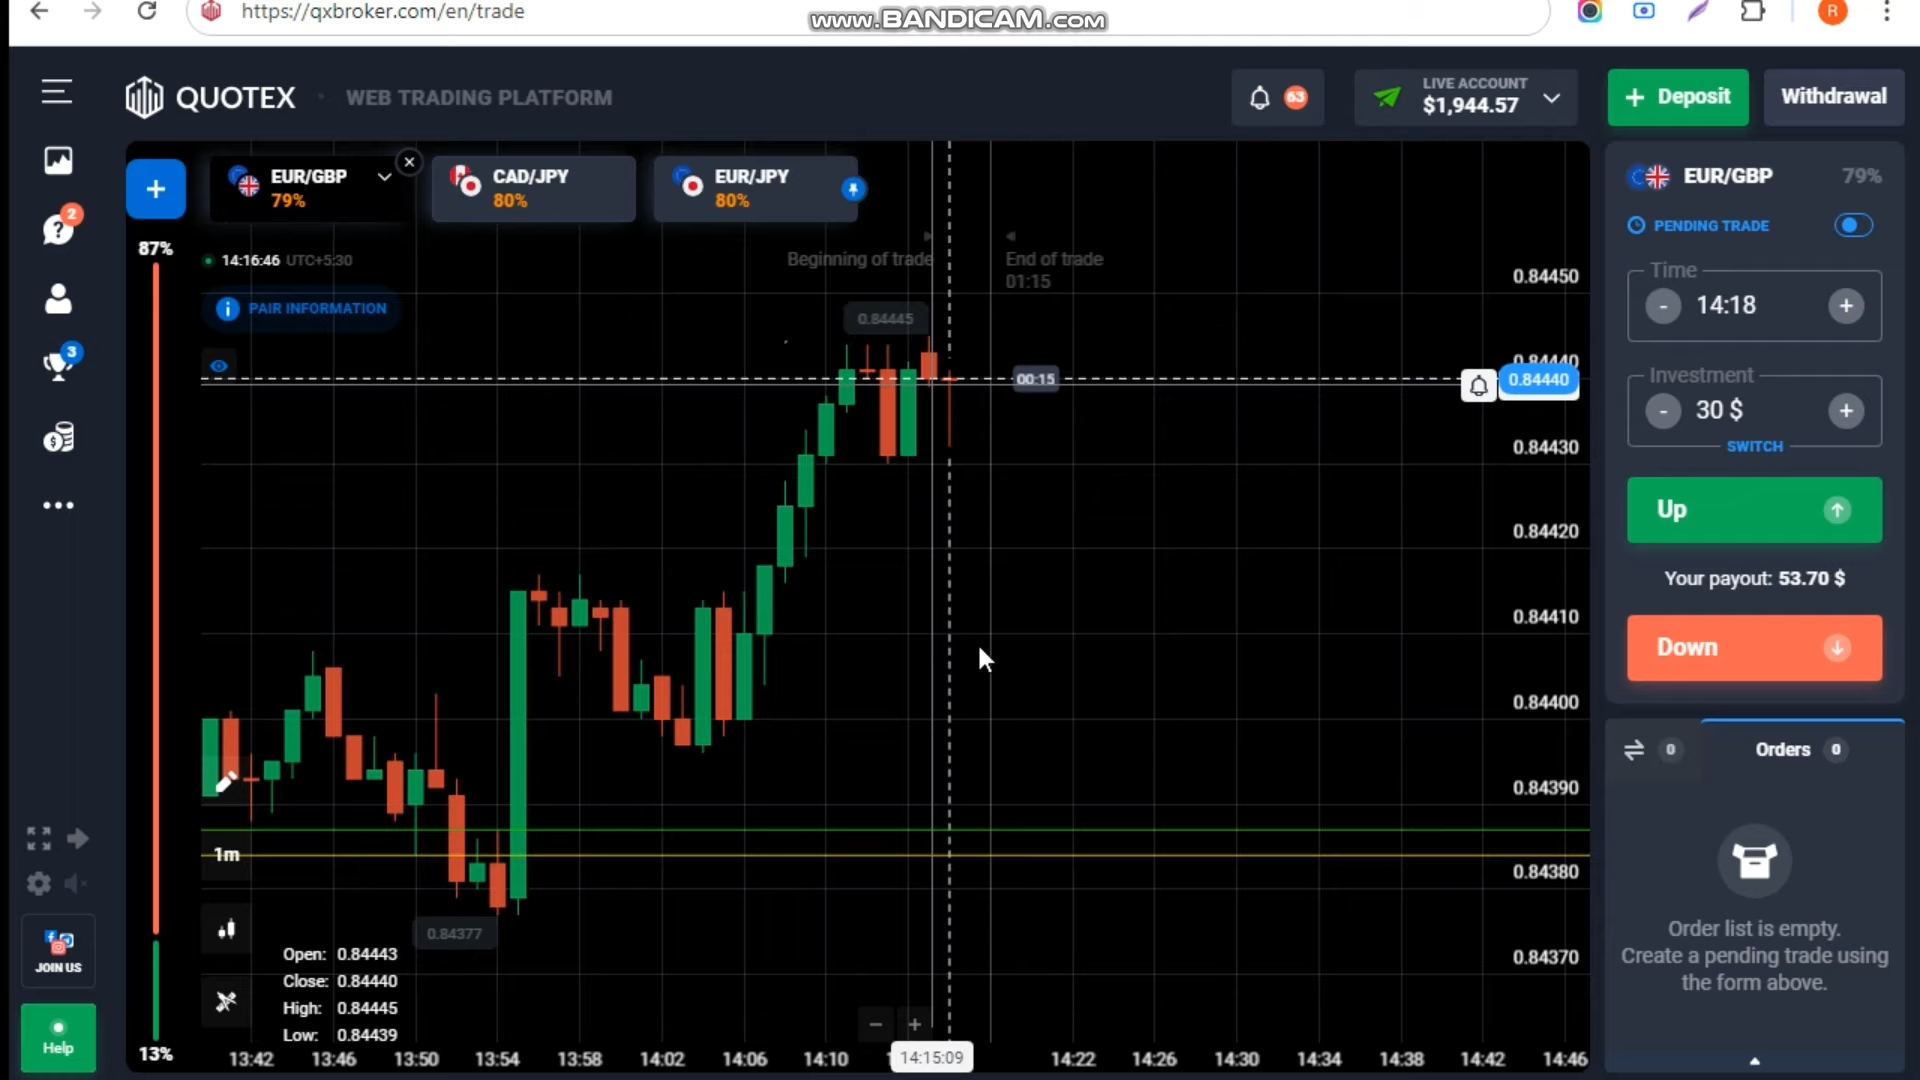 https://qxbroker.com/en/trade
www.BANDICAM.com
R
QUOTEX
WEB TRADING PLATFORM
63
LIVE ACCOUNT
$1,944.57
+ Deposit
Withdrawal
EUR/GBP
79%
CAD/JPY
80%
EUR/JPY
80%
2
3
87%
14:16:46 UTC+5:30
PAIR INFORMATION
Beginning of trade
End of trade
01:15
0.84445
00:15
0.84377
0.84450
0.84440
0.84440
0.84430
0.84420
0.84410
0.84400
0.84390
0.84380
0.84370
1m
Open: 0.84443
Close: 0.84440
High: 0.84445
Low: 0.84439
13%
13:42
13:46
13:50
13:54
13:58
14:02
14:06
14:10
14:15:09
14:22
14:26
14:30
14:34
14:38
14:42
14:46
JOIN US
Help
EUR/GBP
79%
PENDING TRADE
Time
- 14:18 +
Investment
- 30 $ +
SWITCH
Up
Your payout: 53.70 $
Down
0
Orders 0
Order list is empty.
Create a pending trade using
the form above.